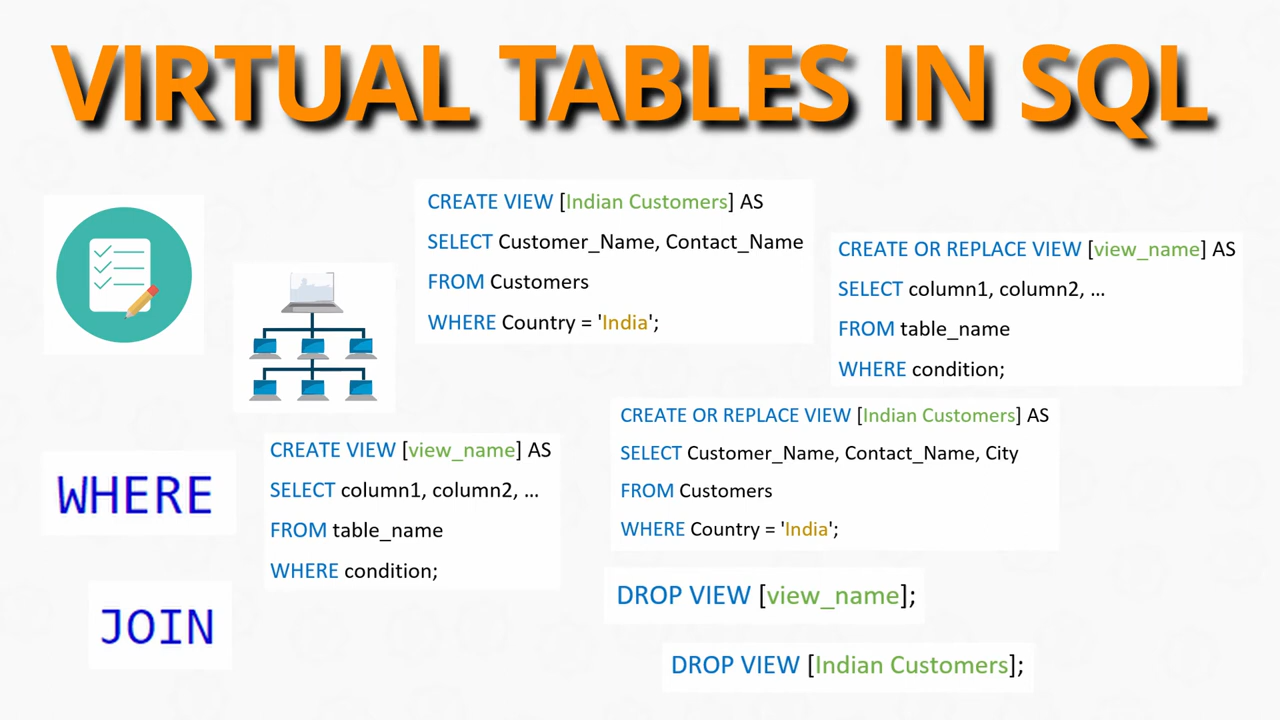 VIRTUAL TABLES IN SQL
CREATE VIEW [Indian Customers] AS
SELECT Customer_Name, Contact_Name
FROM Customers
WHERE Country = 'India';
CREATE OR REPLACE VIEW [view_name] AS
SELECT column1, column2, ...
FROM table_name
WHERE condition;
CREATE OR REPLACE VIEW [Indian Customers] AS
SELECT Customer_Name, Contact_Name, City
FROM Customers
WHERE Country = 'India';
CREATE VIEW [view_name] AS
SELECT column1, column2, ...
FROM table_name
WHERE condition;
WHERE
JOIN
DROP VIEW [view_name];
DROP VIEW [Indian Customers];